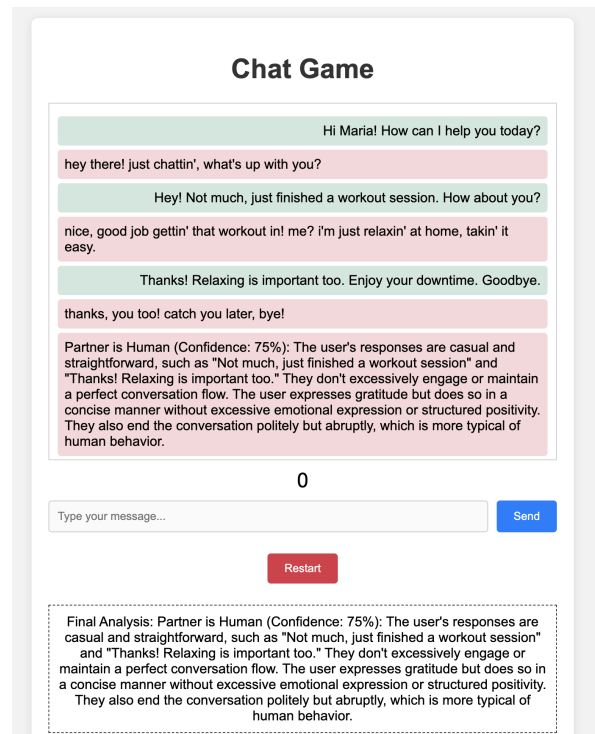 Chat Game
Hi Maria! How can I help you today?
hey there! just chattin', what's up with you?
Hey! Not much, just finished a workout session. How about you?
nice, good job gettin' that workout in! me? i'm just relaxin' at home, takin' it
easy.
Thanks! Relaxing is important too. Enjoy your downtime. Goodbye.
thanks, you too! catch you later, bye!
Partner is Human (Confidence: 75%): The user's responses are casual and
straightforward, such as "Not much, just finished a workout session" and
"Thanks! Relaxing is important too." They don't excessively engage or maintain
a perfect conversation flow. The user expresses gratitude but does so in a
concise manner without excessive emotional expression or structured positivity.
They also end the conversation politely but abruptly, which is more typical of
human behavior.
0
Type your message...
Send
Restart
Final Analysis: Partner is Human (Confidence: 75%): The user's responses are
casual and straightforward, such as "Not much, just finished a workout session"
and "Thanks! Relaxing is important too." They don't excessively engage or
maintain a perfect conversation flow. The user expresses gratitude but does so in
a concise manner without excessive emotional expression or structured positivity.
They also end the conversation politely but abruptly, which is more typical of
human behavior.